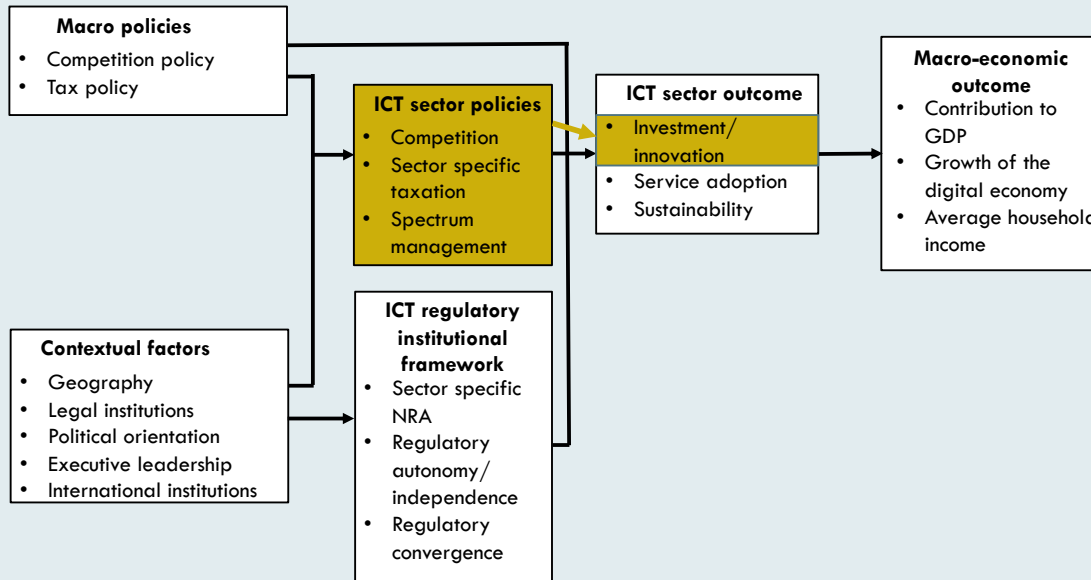 Macro policies
• Competition policy
• Tax policy
ICT sector policies
• Competition
• Sector specific
taxation
• Spectrum
management
ICT sector outcome
• Investment/
innovation
• Service adoption
• Sustainability
Macro-economic
outcome
• Contribution to
GDP
• Growth of the
digital economy
• Average household
income
Contextual factors
• Geography
• Legal institutions
• Political orientation
• Executive leadership
• International institutions
ICT regulatory
institutional
framework
• Sector specific
NRA
• Regulatory
autonomy/
independence
• Regulatory
convergence